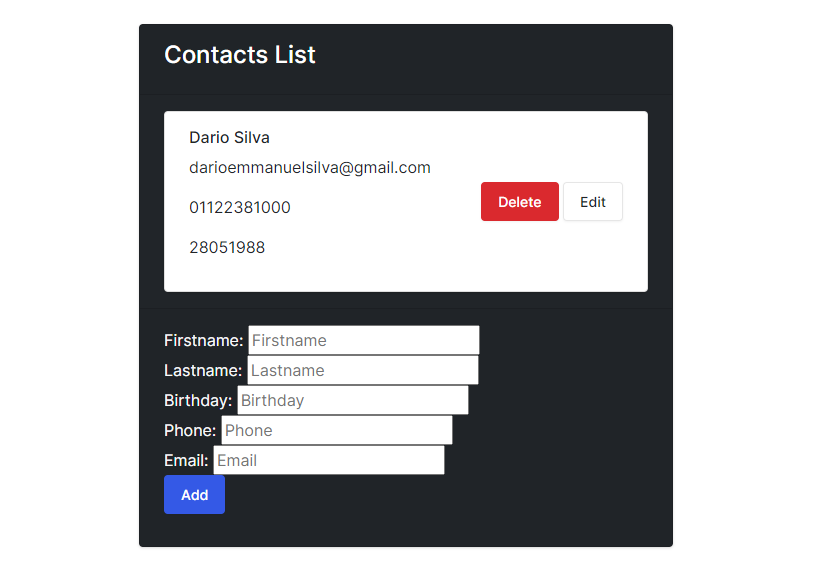 Contacts List
Dario Silva
darioemmanuelsilva@gmail.com
01122381000
28051988
Delete Edit
Firstname: Firstname
Lastname: Lastname
Birthday: Birthday
Phone: Phone
Email: Email
Add